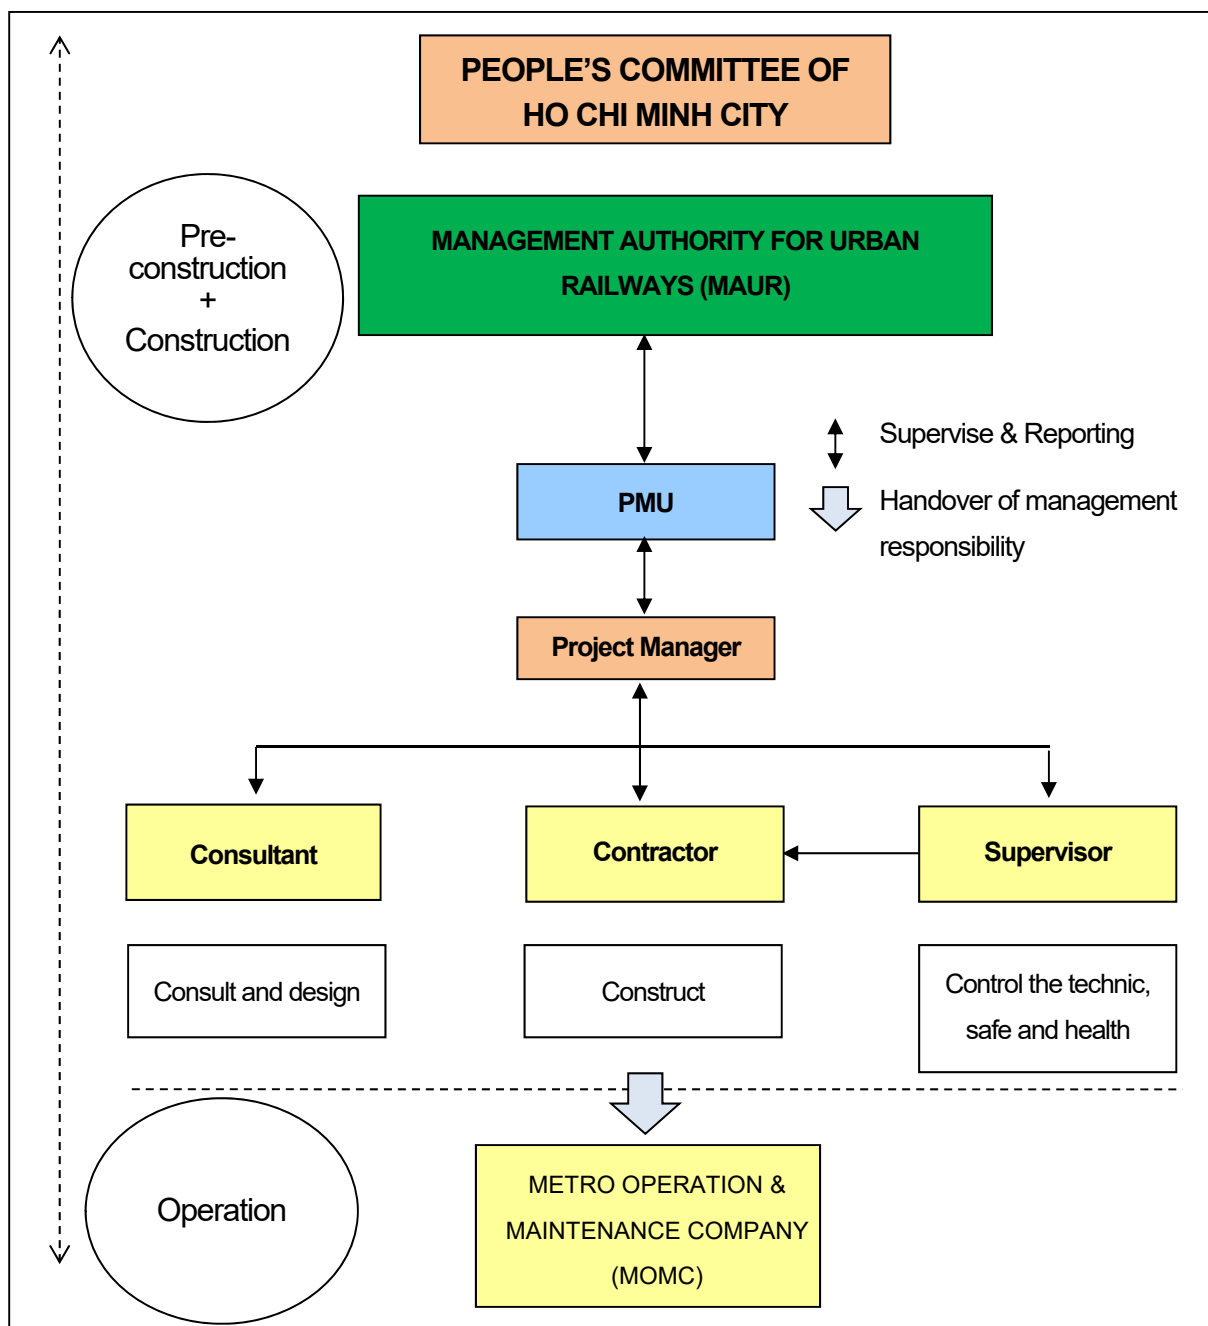 PEOPLE'S COMMITTEE OF
HO CHI MINH CITY
Pre-
construction
+
Construction
MANAGEMENT AUTHORITY FOR URBAN
RAILWAYS (MAUR)
Supervise & Reporting
Handover of management
responsibility
PMU
Project Manager
Consultant
Contractor
Supervisor
Consult and design
Construct
Control the technic,
safe and health
Operation
METRO OPERATION &
MAINTENANCE COMPANY
(MOMC)